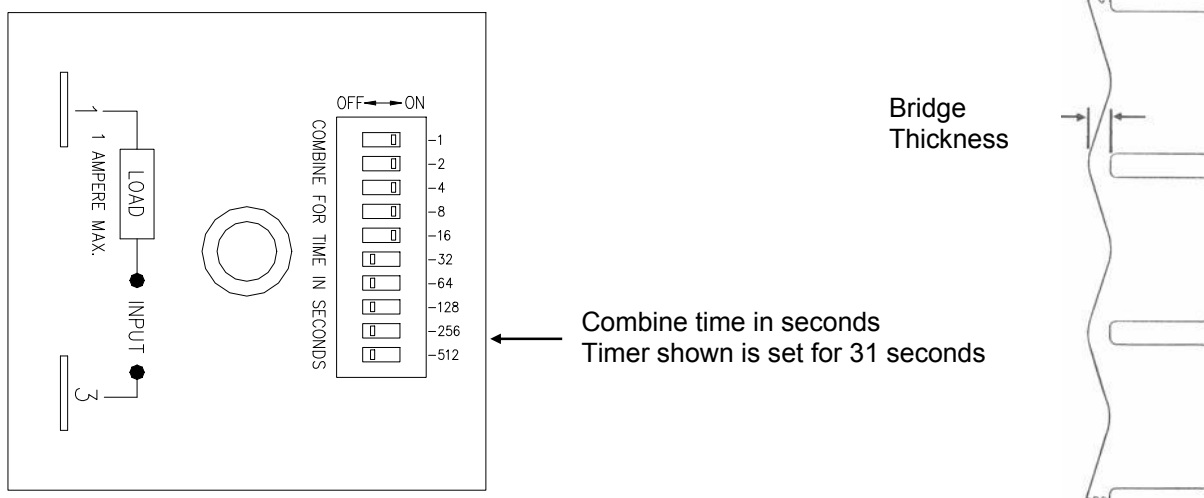 OFF ON
COMBINE FOR TIME IN SECONDS
-1
-2
-4
-8
-16
-32
-64
-128
-256
-512
1
1 AMPERE MAX.
LOAD
INPUT
3
Combine time in seconds
Timer shown is set for 31 seconds
Bridge
Thickness